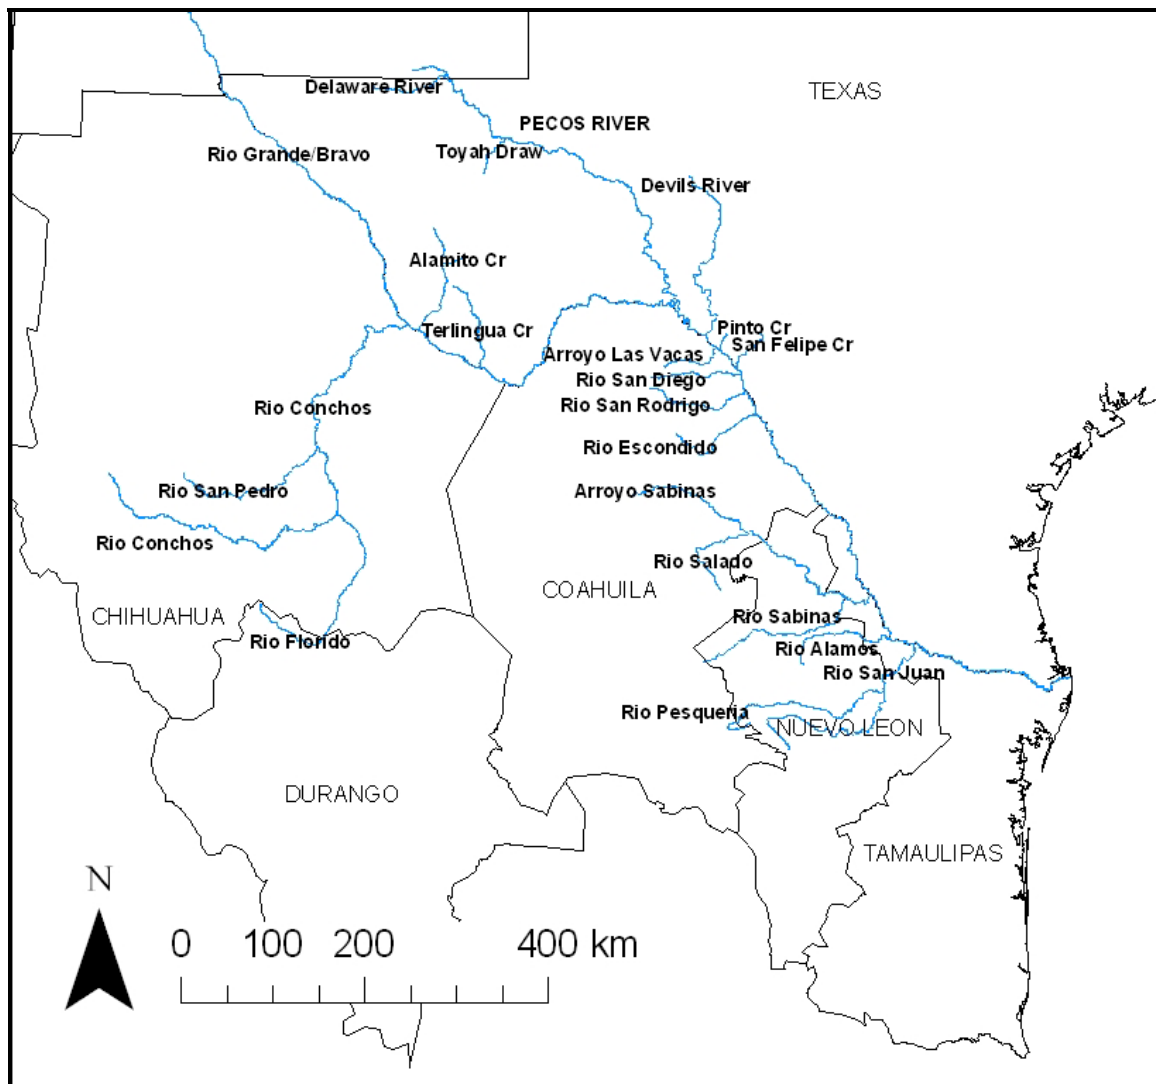 Delaware River
TEXAS
PECOS RIVER
Rio Grande/Bravo
Toyah Draw
Devils River
Alamito Cr
Terlingua Cr
Pinto Cr
San Felipe Cr
Arroyo Las Vacas
Rio San Diego
Rio Conchos
Rio San Rodrigo
Rio Escondido
Rio San Pedro
Arroyo Sabinas
Rio Conchos
Rio Salado
COAHUILA
CHIHUAHUA
Rio Sabinas
Rio Florido
Rio Alamos
Rio San Juan
Rio Pesqueria
NUEVO LEON
DURANGO
TAMAULIPAS
N
0 100 200 400 km